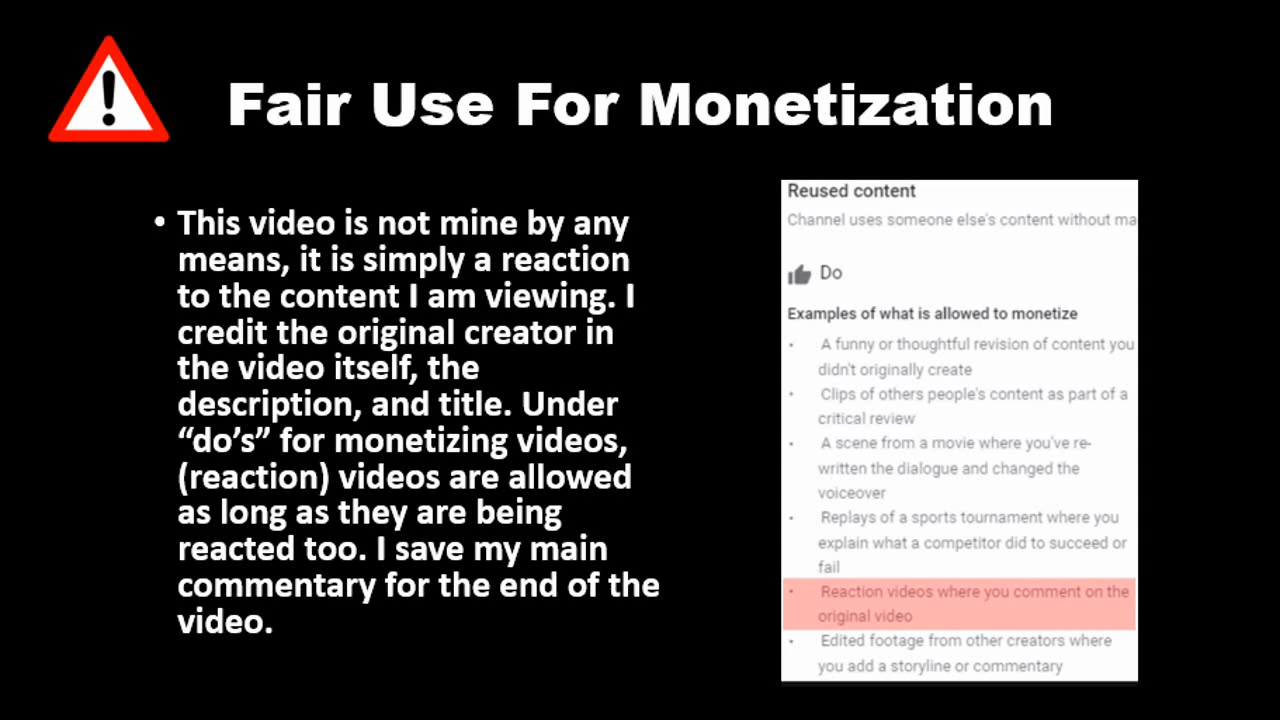 Fair Use For Monetization
• This video is not mine by any
means, it is simply a reaction
to the content I am viewing. I
credit the original creator in
the video itself, the
description, and title. Under
“do’s” for monetizing videos,
(reaction) videos are allowed
as long as they are being
reacted too. I save my main
commentary for the end of the
video.
Reused content
Channel uses someone else's content without ma
Do
Examples of what is allowed to monetize
• A funny or thoughtful revision of content you
didn't originally create
• Clips of others people's content as part of a
critical review
• A scene from a movie where you've re-
written the dialogue and changed the
voiceover
• Replays of a sports tournament where you
explain what a competitor did to succeed or
fail
• Reaction videos where you comment on the
original video
• Edited footage from other creators where
you add a storyline or commentary